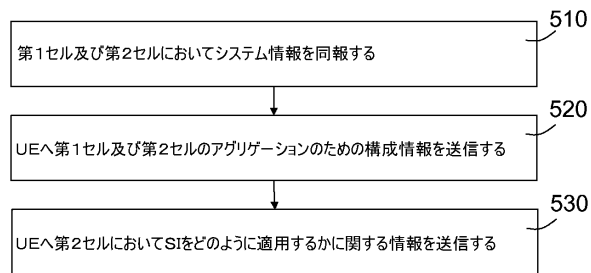 510
第1セル及び第2セルにおいてシステム情報を同報する
520
UEへ第1セル及び第2セルのアグリゲーションのための構成情報を送信する
530
UEへ第2セルにおいてSIをどのように適用するかに関する情報を送信する